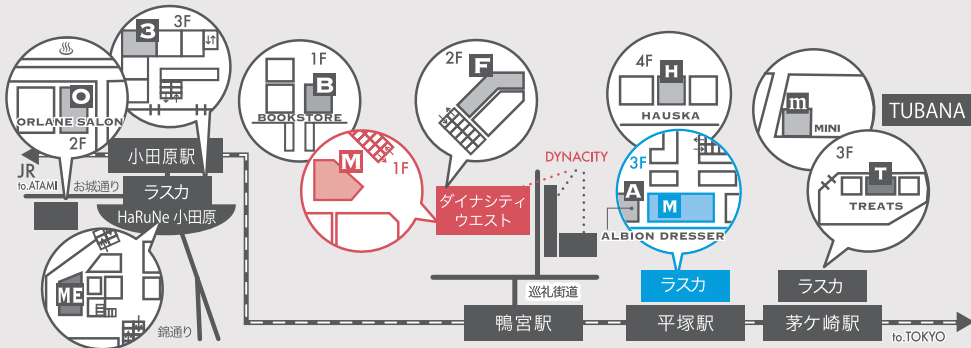 3
3F
O
ORLANE SALON
2F
小田原駅
JR
to.ATAMI
お城通り
ラスカ
HaRuNe 小田原
ME
錦通り
1F
B
BOOKSTORE
M
1F
2F
F
ダイナシティ
ウエスト
DYNACITY
巡礼街道
鴨宮駅
4F
H
HAUSKA
3F
A
M
ALBION DRESSER
ラスカ
平塚駅
m
MINI
TUBANA
3F
T
TREATS
ラスカ
茅ケ崎駅
to.TOKYO